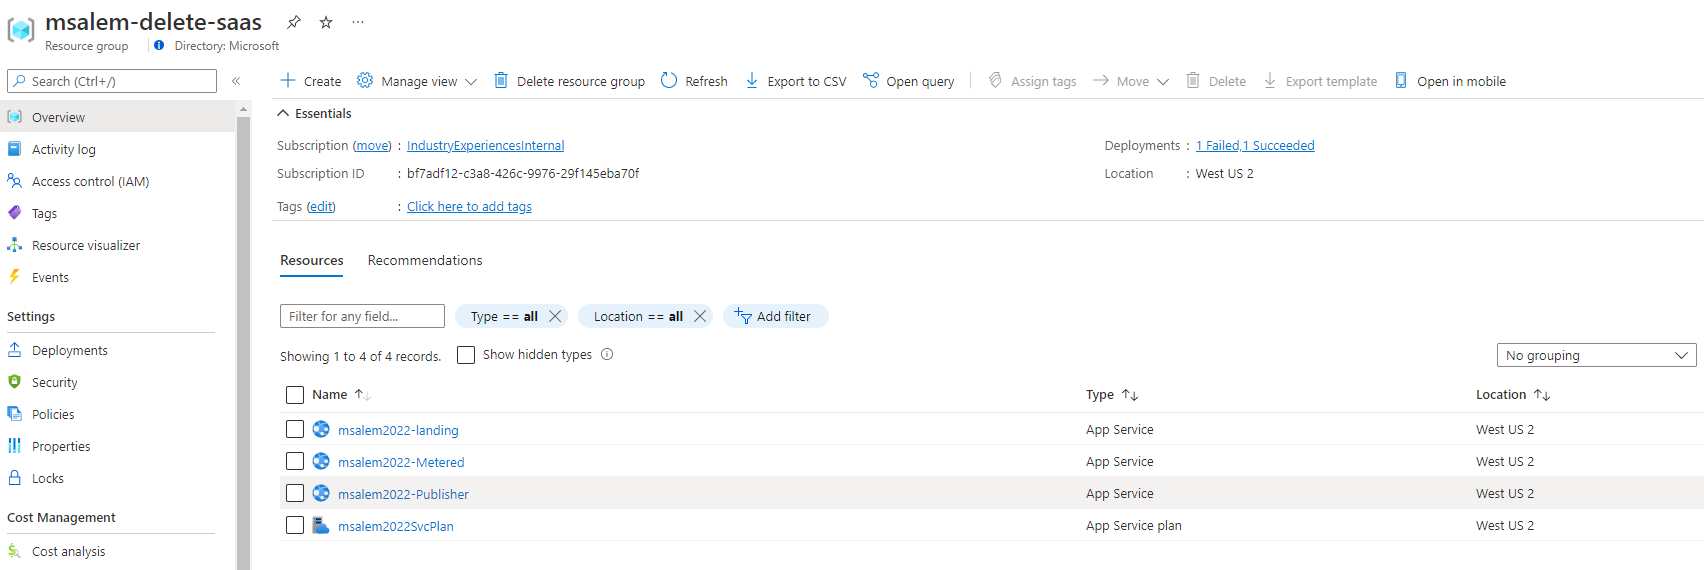 msalem-delete-saas
Resource group
Directory: Microsoft
Search (Ctrl+/)
Create
Manage view
Delete resource group
Refresh
Export to CSV
Open query
Assign tags
Move
Delete
Export template
Open in mobile
Overview
Activity log
Access control (IAM)
Tags
Resource visualizer
Events
Settings
Deployments
Security
Policies
Properties
Locks
Cost Management
Cost analysis
Essentials
Subscription (move) : IndustryExperiencesInternal
Subscription ID : bf7adf12-c3a8-426c-9976-29f145eba70f
Tags (edit) : Click here to add tags
Deployments : 1 Failed,1 Succeeded
Location : West US 2
Resources Recommendations
Filter for any field... Type == all Location == all Add filter
Showing 1 to 4 of 4 records. Show hidden types No grouping
Name Type Location
msalem2022-landing App Service West US 2
msalem2022-Metered App Service West US 2
msalem2022-Publisher App Service West US 2
msalem2022SvcPlan App Service plan West US 2